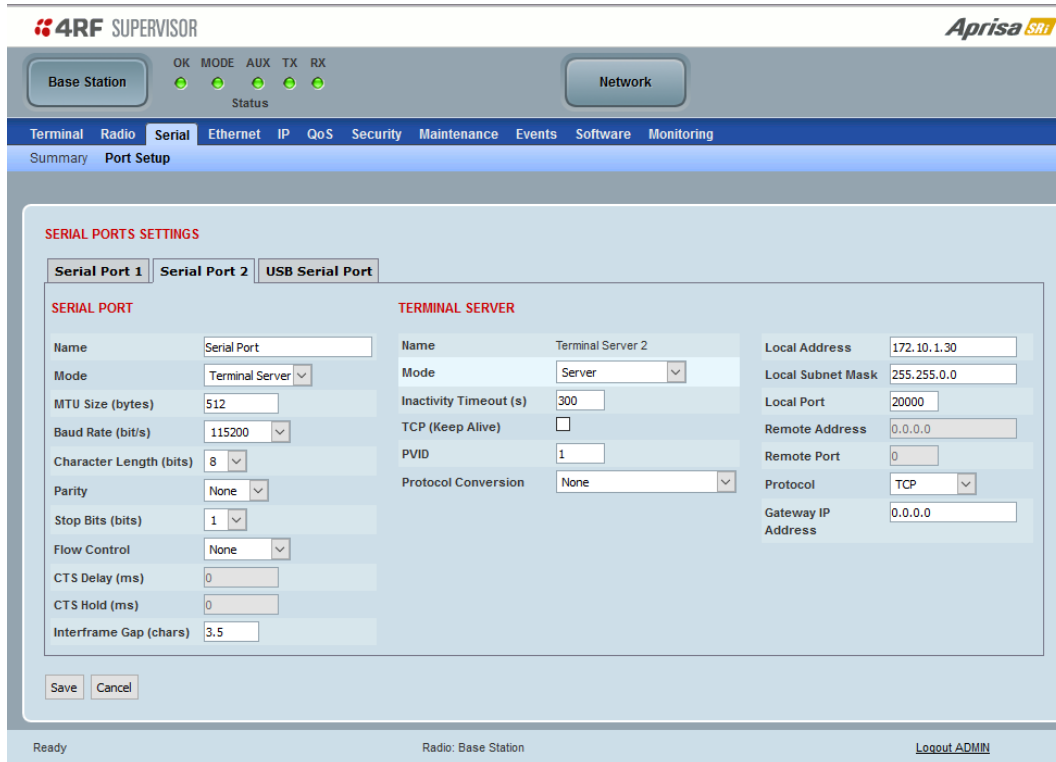 4RF SUPERVISOR
Aprisa SRi
Base Station
OK MODE AUX TX RX
Status
Network
Terminal Radio Serial Ethernet IP QoS Security Maintenance Events Software Monitoring
Summary Port Setup
SERIAL PORTS SETTINGS
Serial Port 1 Serial Port 2 USB Serial Port
SERIAL PORT
Name Serial Port
Mode Terminal Server
MTU Size (bytes) 512
Baud Rate (bit/s) 115200
Character Length (bits) 8
Parity None
Stop Bits (bits) 1
Flow Control None
CTS Delay (ms) 0
CTS Hold (ms) 0
Interframe Gap (chars) 3.5
TERMINAL SERVER
Name Terminal Server 2
Mode Server
Inactivity Timeout (s) 300
TCP (Keep Alive)
PVID 1
Protocol Conversion None
Local Address 172.10.1.30
Local Subnet Mask 255.255.0.0
Local Port 20000
Remote Address 0.0.0.0
Remote Port 0
Protocol TCP
Gateway IP
Address 0.0.0.0
Save Cancel
Ready Radio: Base Station Logout ADMIN